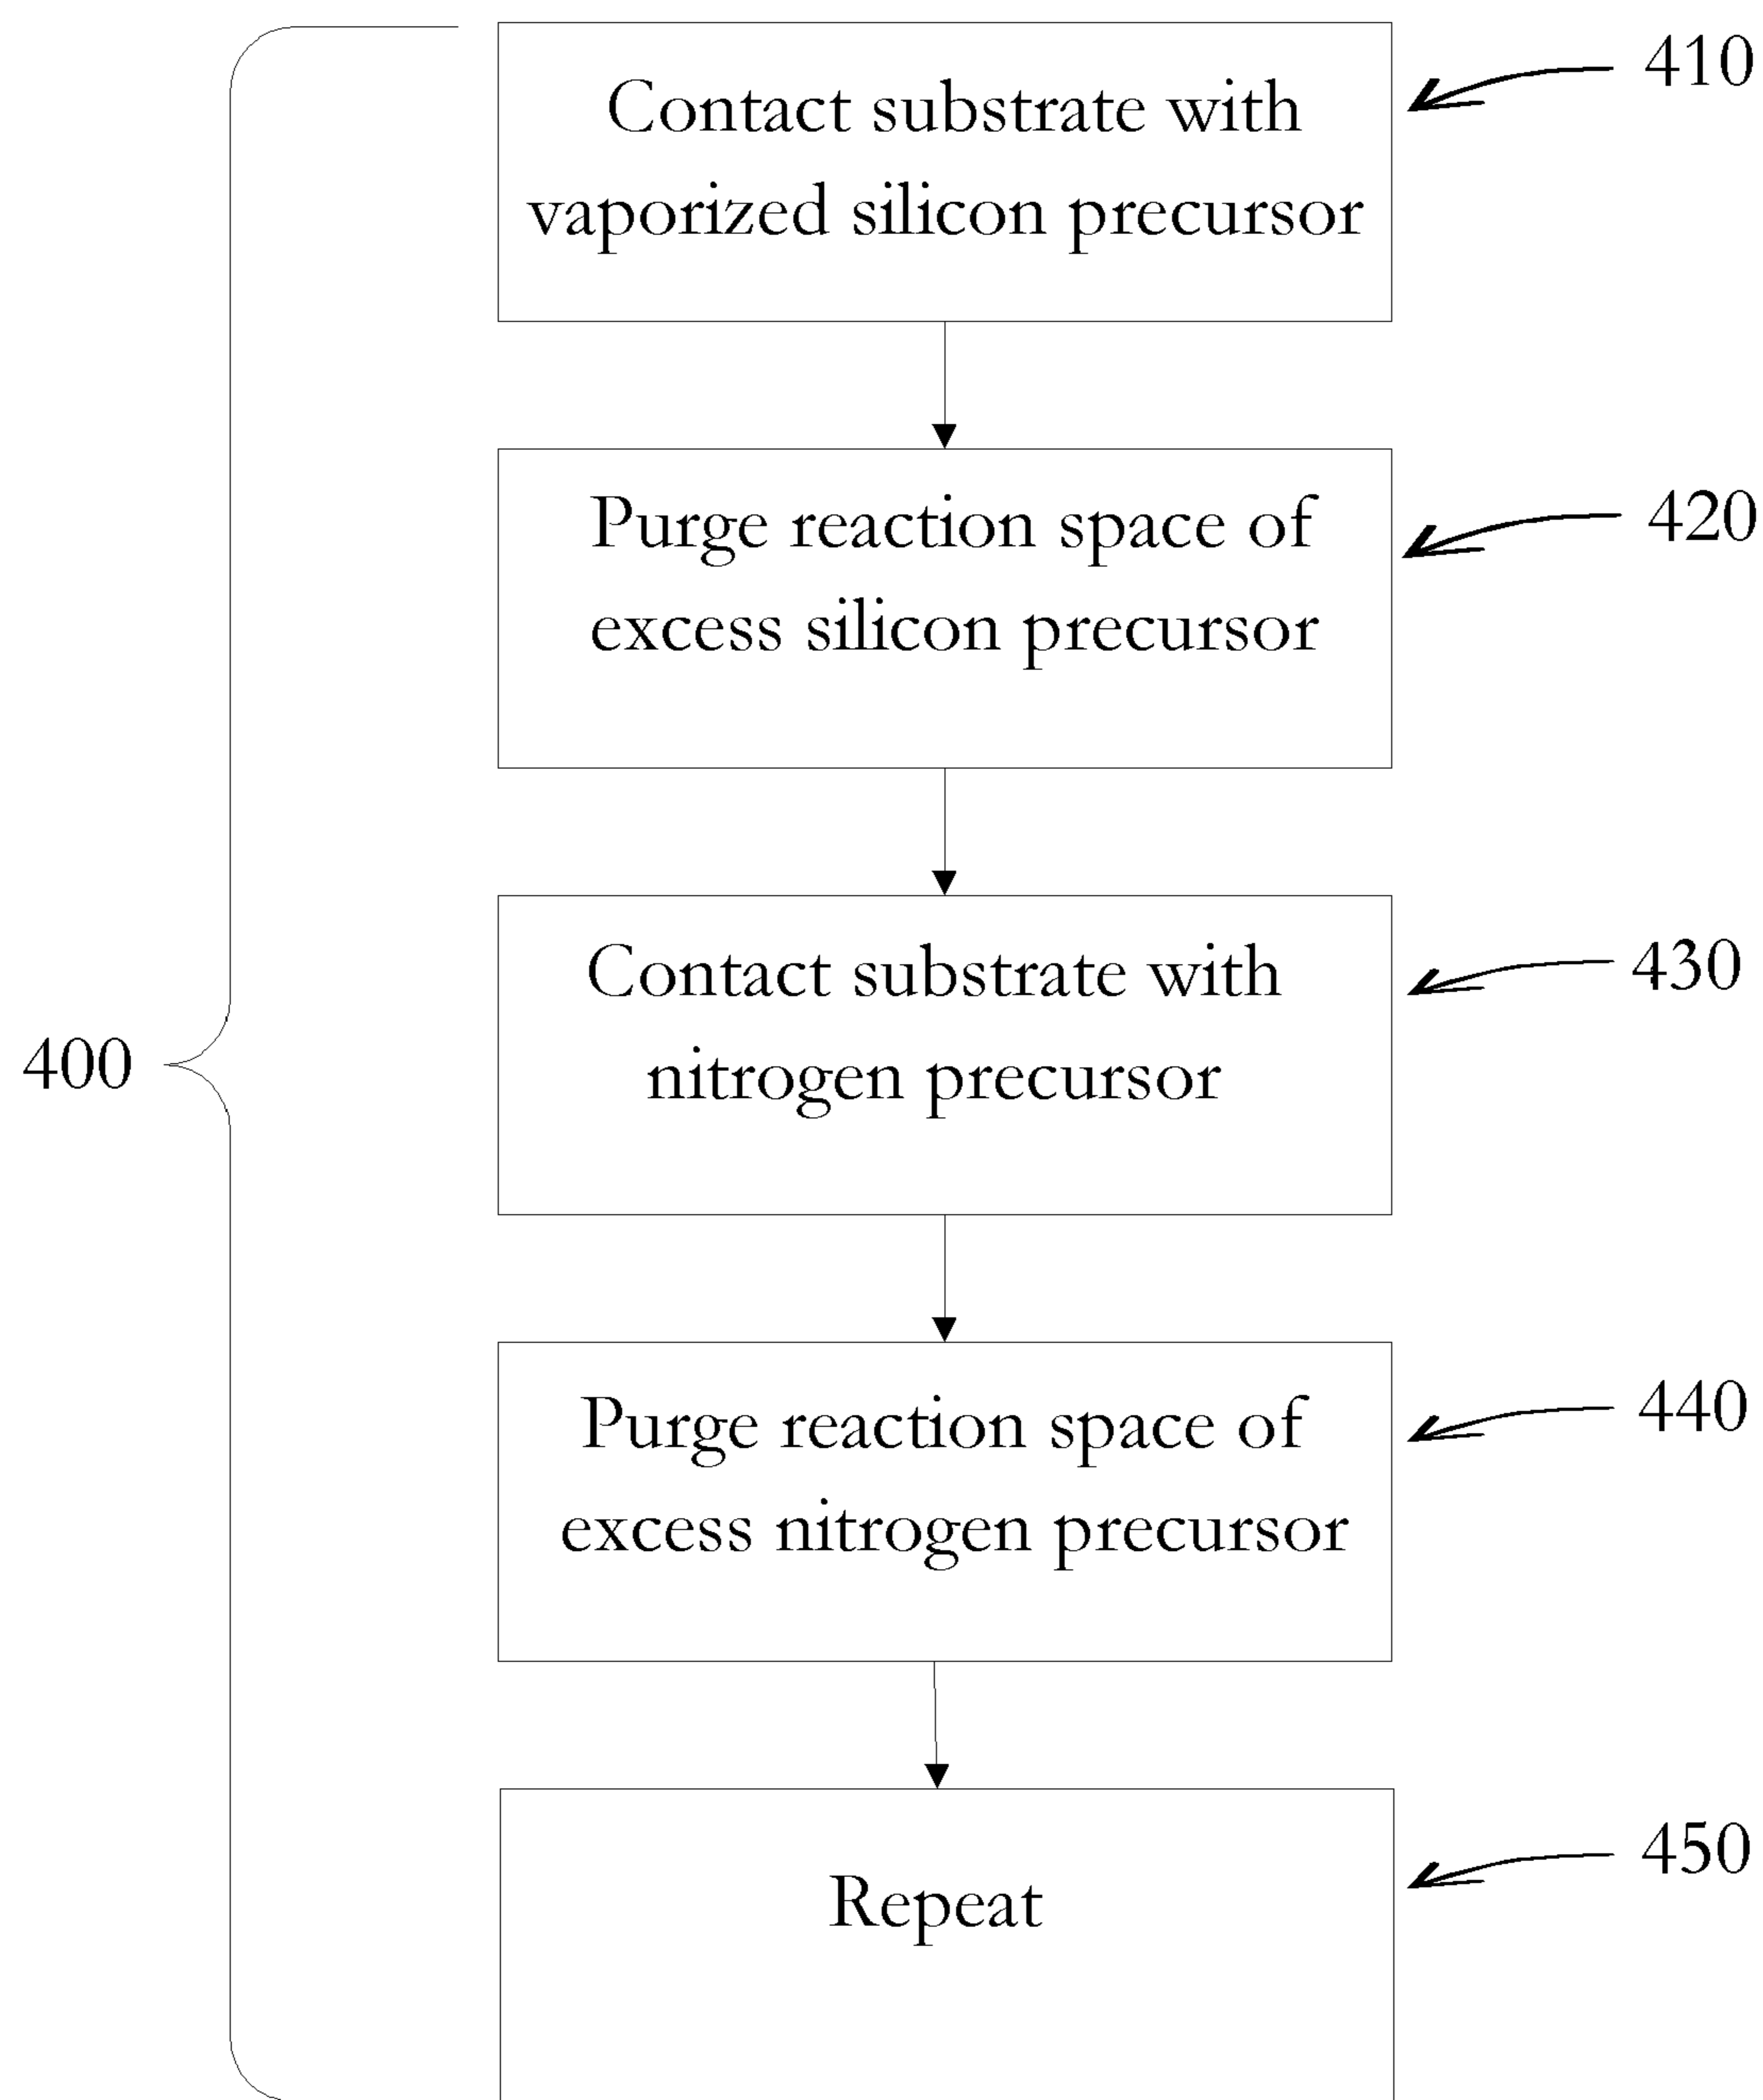 410
Contact substrate with
vaporized silicon precursor
420
Purge reaction space of
excess silicon precursor
430
Contact substrate with
nitrogen precursor
400
440
Purge reaction space of
excess nitrogen precursor
450
Repeat